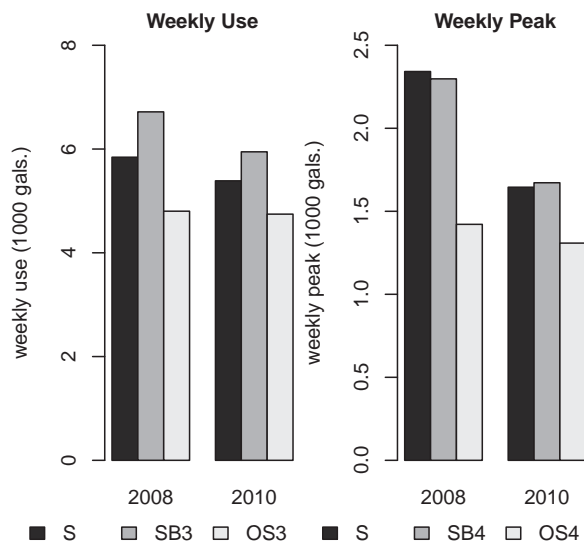 Weekly Use
weekly use (1000 gals.)
8
6
4
2
0
2008 2010
S SB3 OS3
Weekly Peak
weekly peak (1000 gals.)
2.5
2.0
1.5
1.0
0.5
0.0
2008 2010
S SB4 OS4